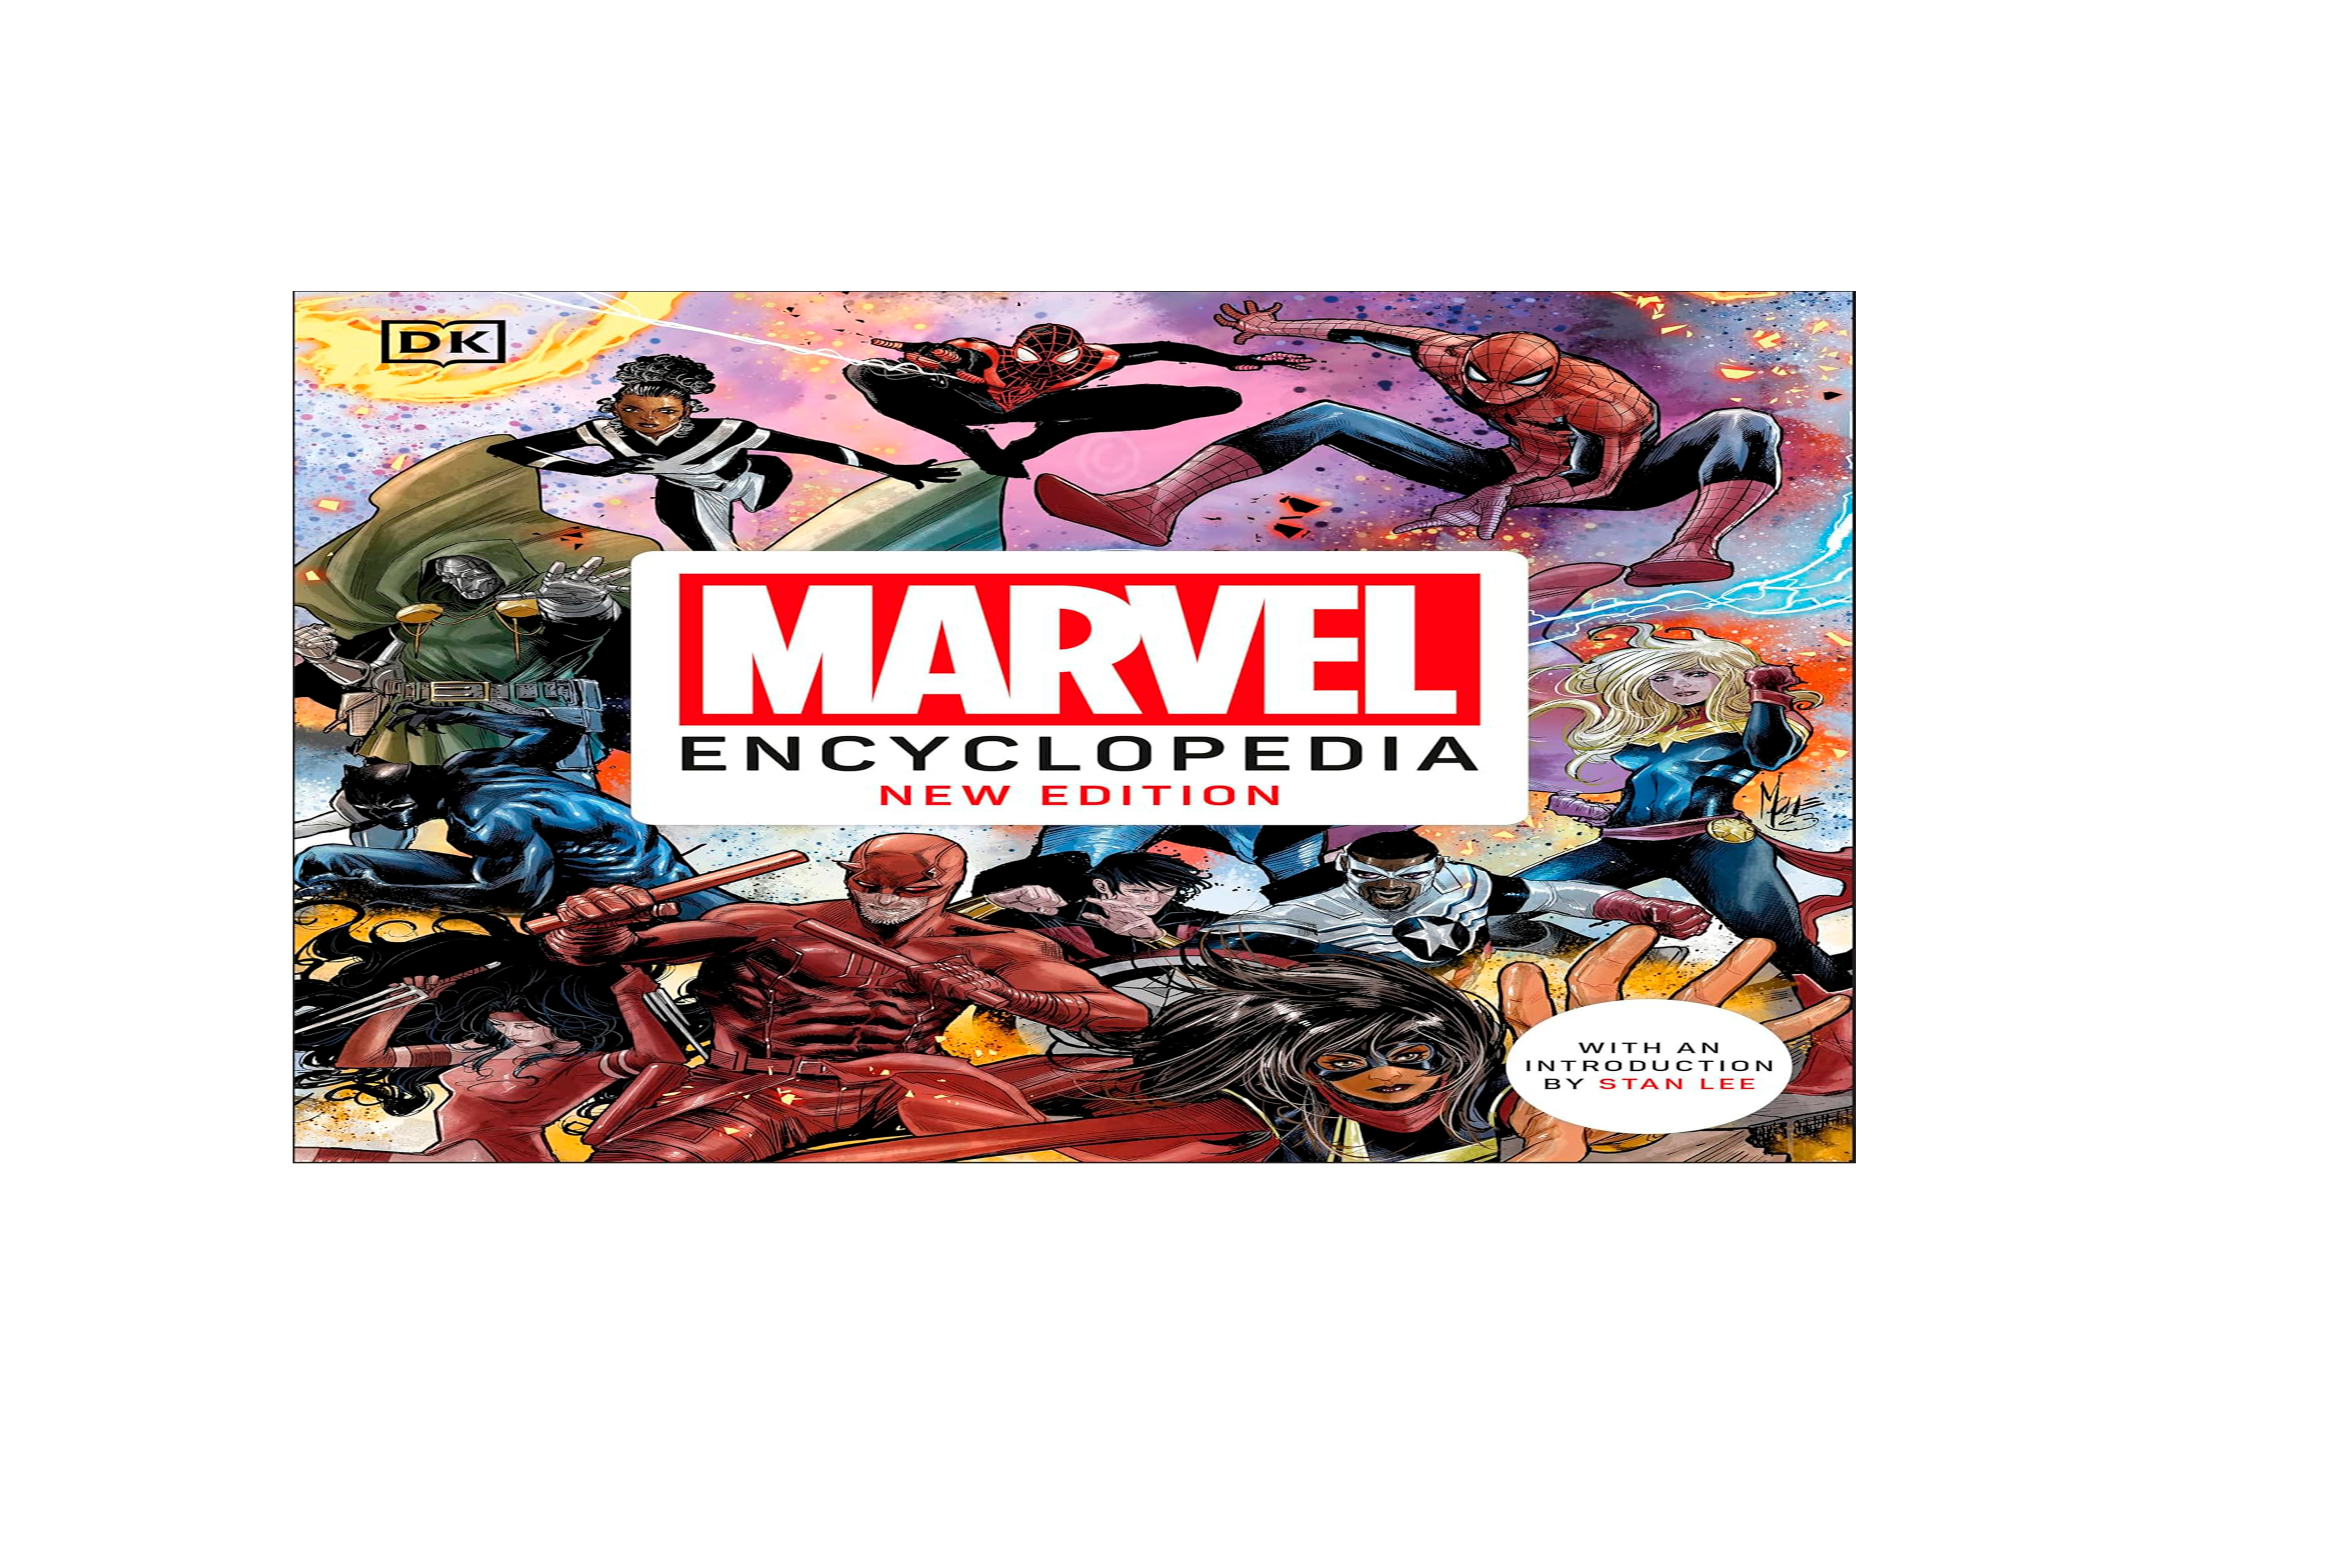 DK
MARVEL
ENCYCLOPEDIA
NEW EDITION
WITH AN
INTRODUCTION
BY STAN LEE